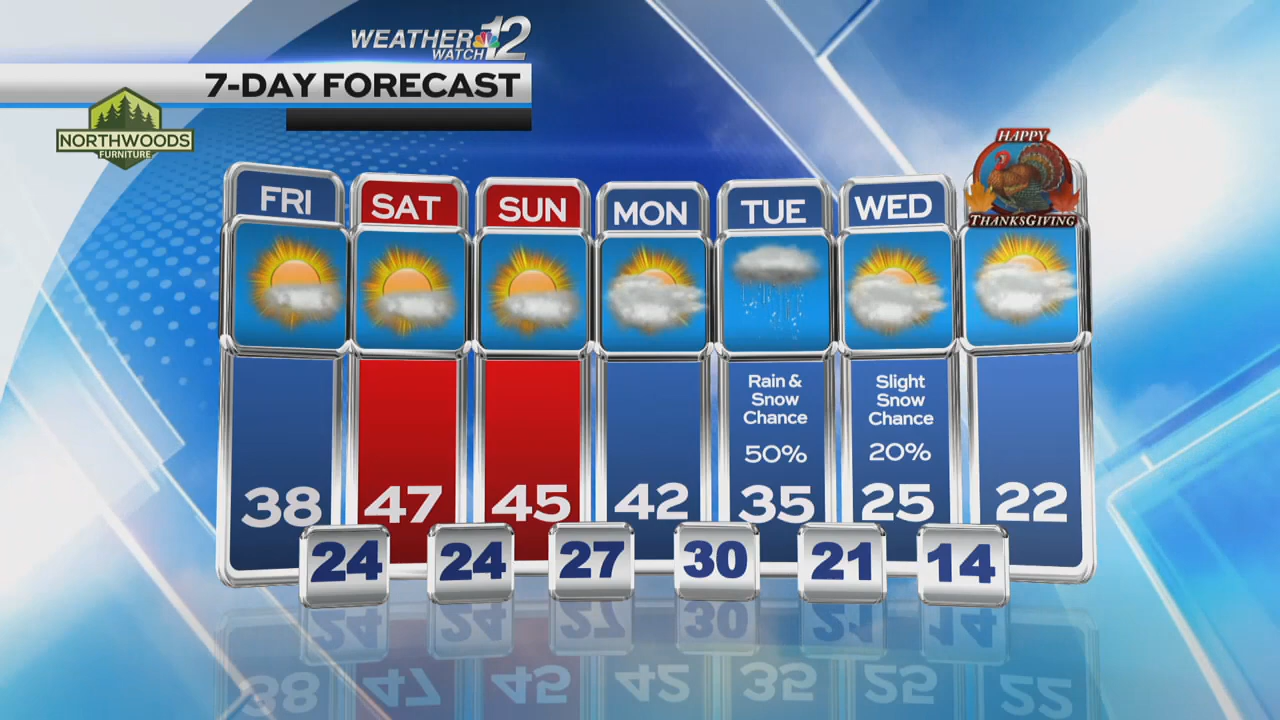 WEATHER
WATCH 12
7-DAY FORECAST
NORTHWOODS
FURNITURE
HAPPY
THANKSGIVING
FRI
SAT
SUN
MON
TUE
WED
Rain &
Snow
Chance
50%
Slight
Snow
Chance
20%
38
47
45
42
35
25
22
24
24
27
30
21
14